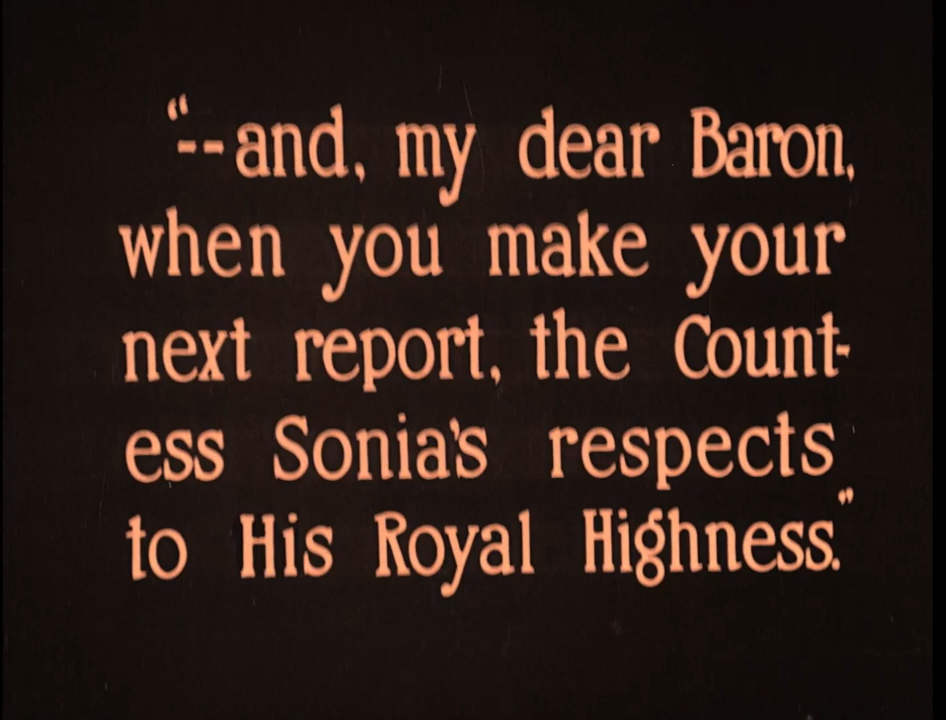 “--and, my dear Baron,
when you make your
next report, the Count-
ess Sonia's respects
to His Royal Highness.”